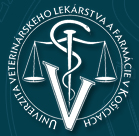 UNIVERZITA VETERINÁRSKEHO LEKÁRSTVA A FARMÁCIE V KOŠICIACH
V